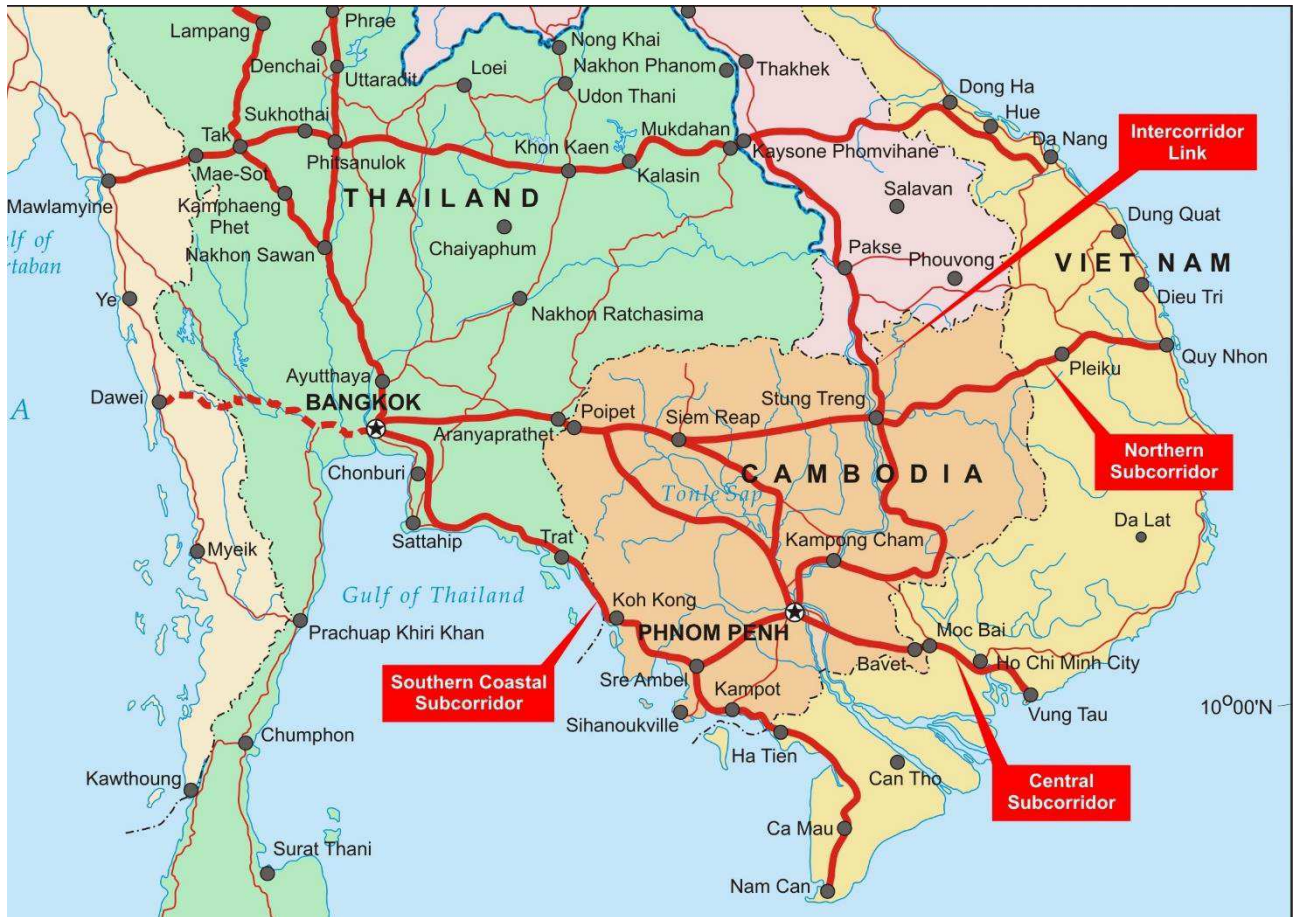 Lampang
Phrae
Denchai
Uttaradit
Loei
Nong Khai
Nakhon Phanom
Udon Thani
Thakhek
Dong Ha
Hue
Da Nang
Intercorridor
Link
Sukhothai
Tak
Mae-Sot
Phitsanulok
Khon Kaen
Kalasin
Mukdahan
Kaysone Phomvihane
Mawlamyine
Kamphaeng
Phet
THAILAND
Salavan
Chaiyaphum
Nakhon Sawan
Dung Quat
Pakse
Phouvong
VIET NAM
Dieu Tri
Ye
Nakhon Ratchasima
Quy Nhon
Pleiku
Ayutthaya
BANGKOK
Dawei
A
Aranyaprathet
Poipet
Siem Reap
Stung Treng
Northern
Subcorridor
Chonburi
CAMBODIA
Tonle Sap
Sattahip
Da Lat
Myeik
Trat
Kampong Cham
Gulf of Thailand
Koh Kong
Prachuap Khiri Khan
PHNOM PENH
Moc Bai
Bavet
Ho Chi Minh City
Southern Coastal
Subcorridor
Sre Ambel
Kampot
Sihanoukville
Vung Tau
10°00'N
Chumphon
Ha Tien
Can Tho
Kawthoung
Central
Subcorridor
Ca Mau
Surat Thani
Nam Can